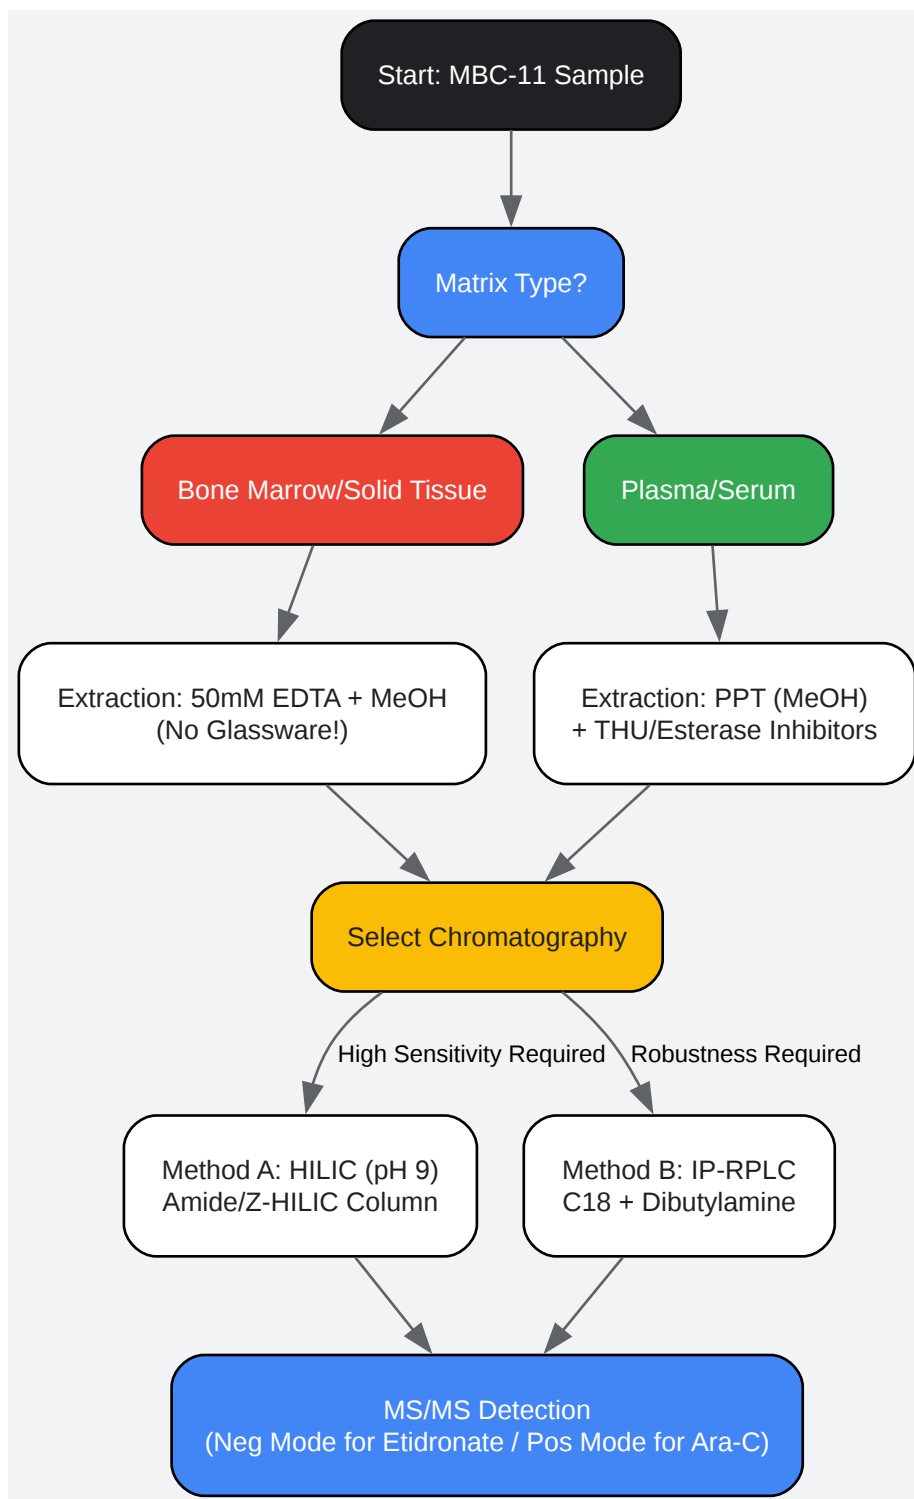 Start: MBC-11 Sample
Matrix Type?
Bone Marrow/Solid Tissue
Plasma/Serum
Extraction: 50mM EDTA + MeOH
(No Glassware!)
Extraction: PPT (MeOH)
+ THU/Esterase Inhibitors
Select Chromatography
High Sensitivity Required
Robustness Required
Method A: HILIC (pH 9)
Amide/Z-HILIC Column
Method B: IP-RPLC
C18 + Dibutylamine
MS/MS Detection
(Neg Mode for Etidronate / Pos Mode for Ara-C)